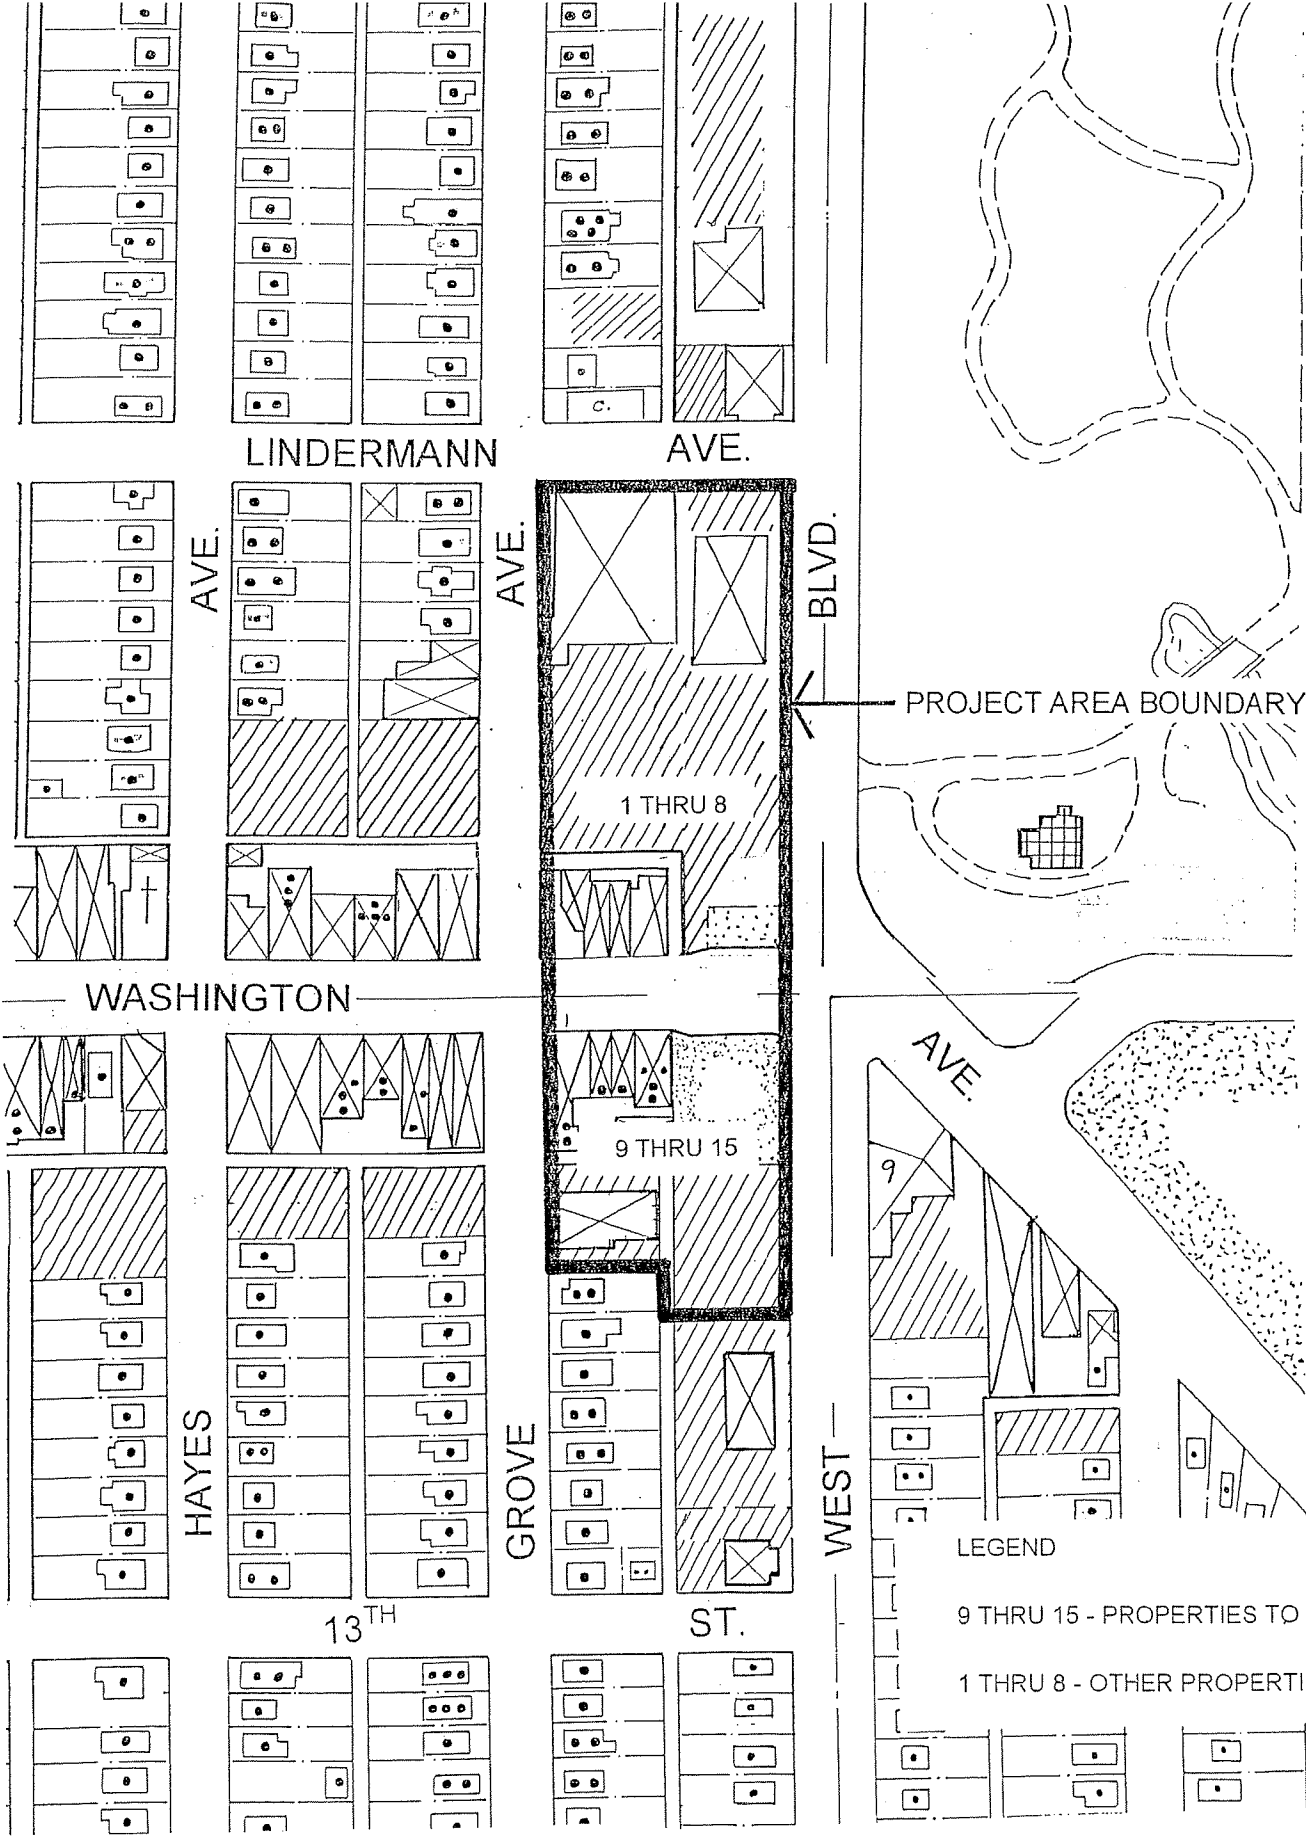 C.
LINDERMANN AVE.
AVE.
AVE.
BLVD.
PROJECT AREA BOUNDARY
1 THRU 8
WASHINGTON
AVE.
9 THRU 15
9
HAYES
GROVE
WEST
LEGEND
9 THRU 15 - PROPERTIES TO
1 THRU 8 - OTHER PROPERTI
13TH ST.